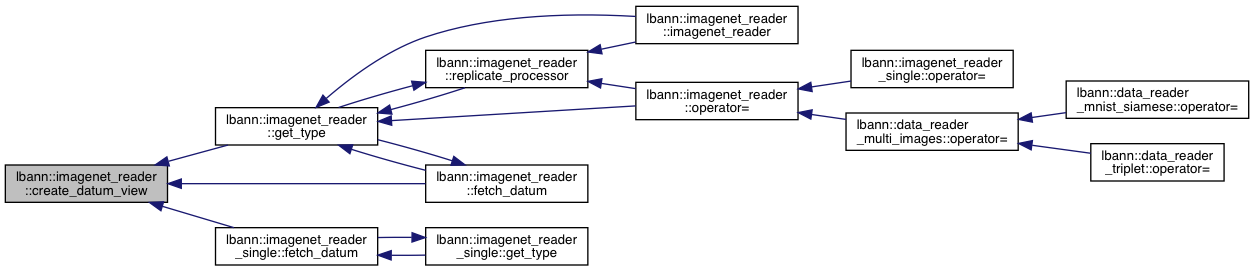 lbann::imagenet_reader
::imagenet_reader
lbann::imagenet_reader
::replicate_processor
lbann::imagenet_reader
_single::operator=
lbann::imagenet_reader
::operator=
lbann::data_reader
_mnist_siamese::operator=
lbann::imagenet_reader
::get_type
lbann::data_reader
_multi_images::operator=
lbann::data_reader
_triplet::operator=
lbann::imagenet_reader
::create_datum_view
lbann::imagenet_reader
::fetch_datum
lbann::imagenet_reader
_single::fetch_datum
lbann::imagenet_reader
_single::get_type